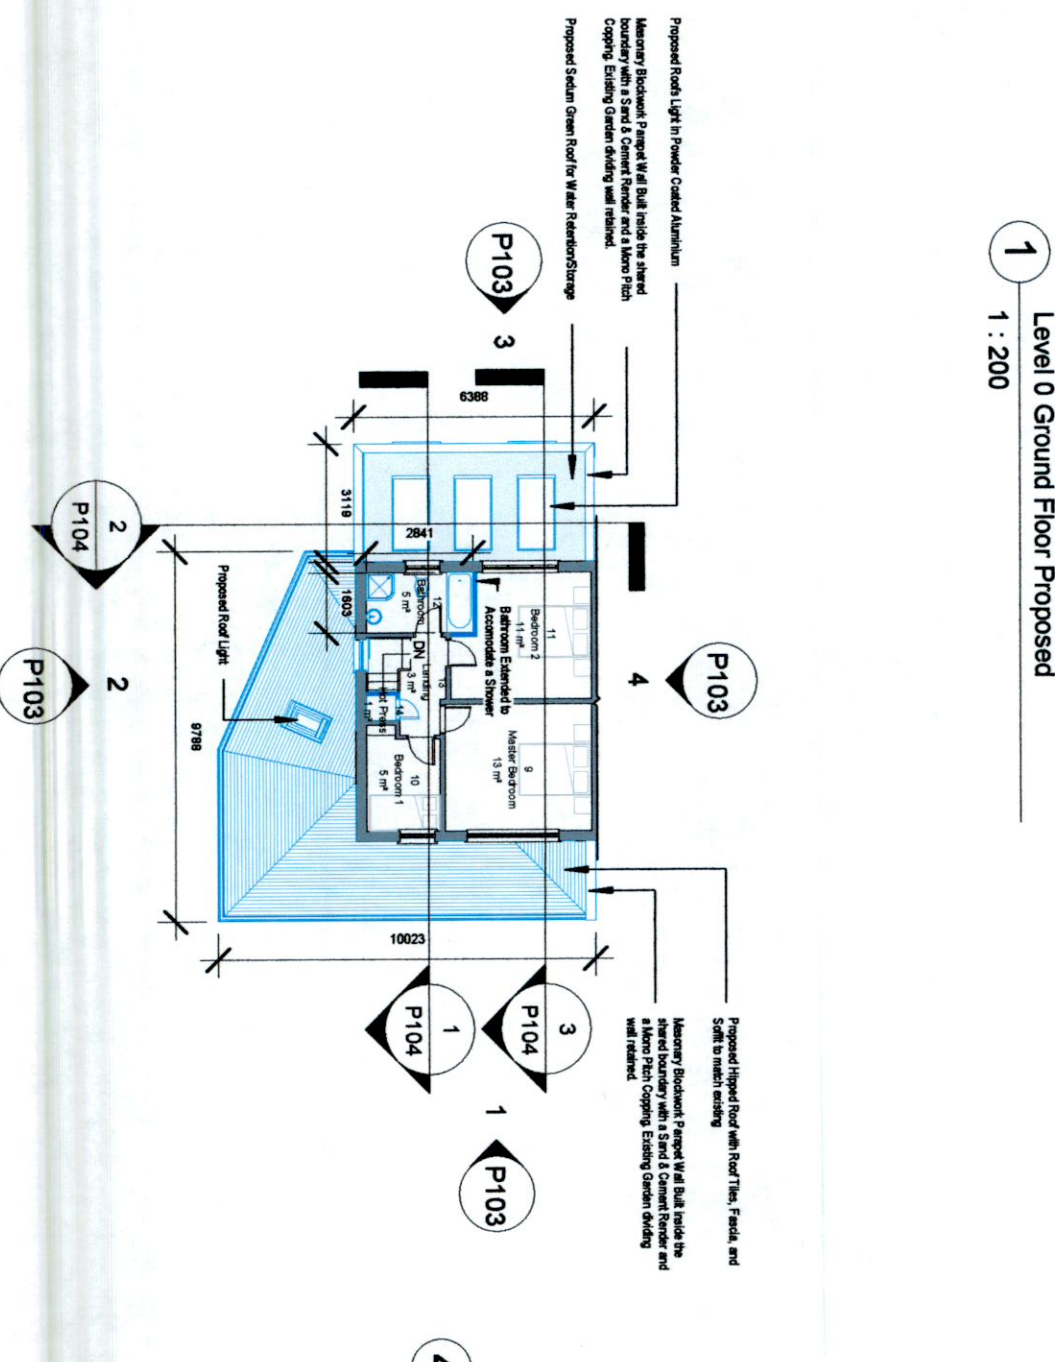 1
Level 0 Ground Floor Proposed
1 : 200
Proposed Roofs Light in Powder Coated Aluminium
Masonary Blockwork Parapet Wall Built inside the shared
boundary with a Sand & Cement Render and a Mono Pitch
Copping. Existing Garden dividing wall retained.
Proposed Sedum Green Roof for Water Retention/Storage
P103
3
6388
3119
2841
1603
2
P104
P103
4
11
Bedroom 2
11 m²
Bathroom Extended to
Accomodate a Shower
12
Bathroom
5 m²
DN
13
Landing
3 m²
14
Hot Press
1 m²
9
Master Bedroom
13 m²
10
Bedroom 1
5 m²
Proposed Roof Light
9788
2
P103
10023
Proposed Hipped Roof with Roof Tiles, Fascia, and
Soffit to match existing
Masonary Blockwork Parapet Wall Built inside the
shared boundary with a Sand & Cement Render and
a Mono Pitch Copping. Existing Garden dividing
wall retained.
3
P104
1
P104
1
P103